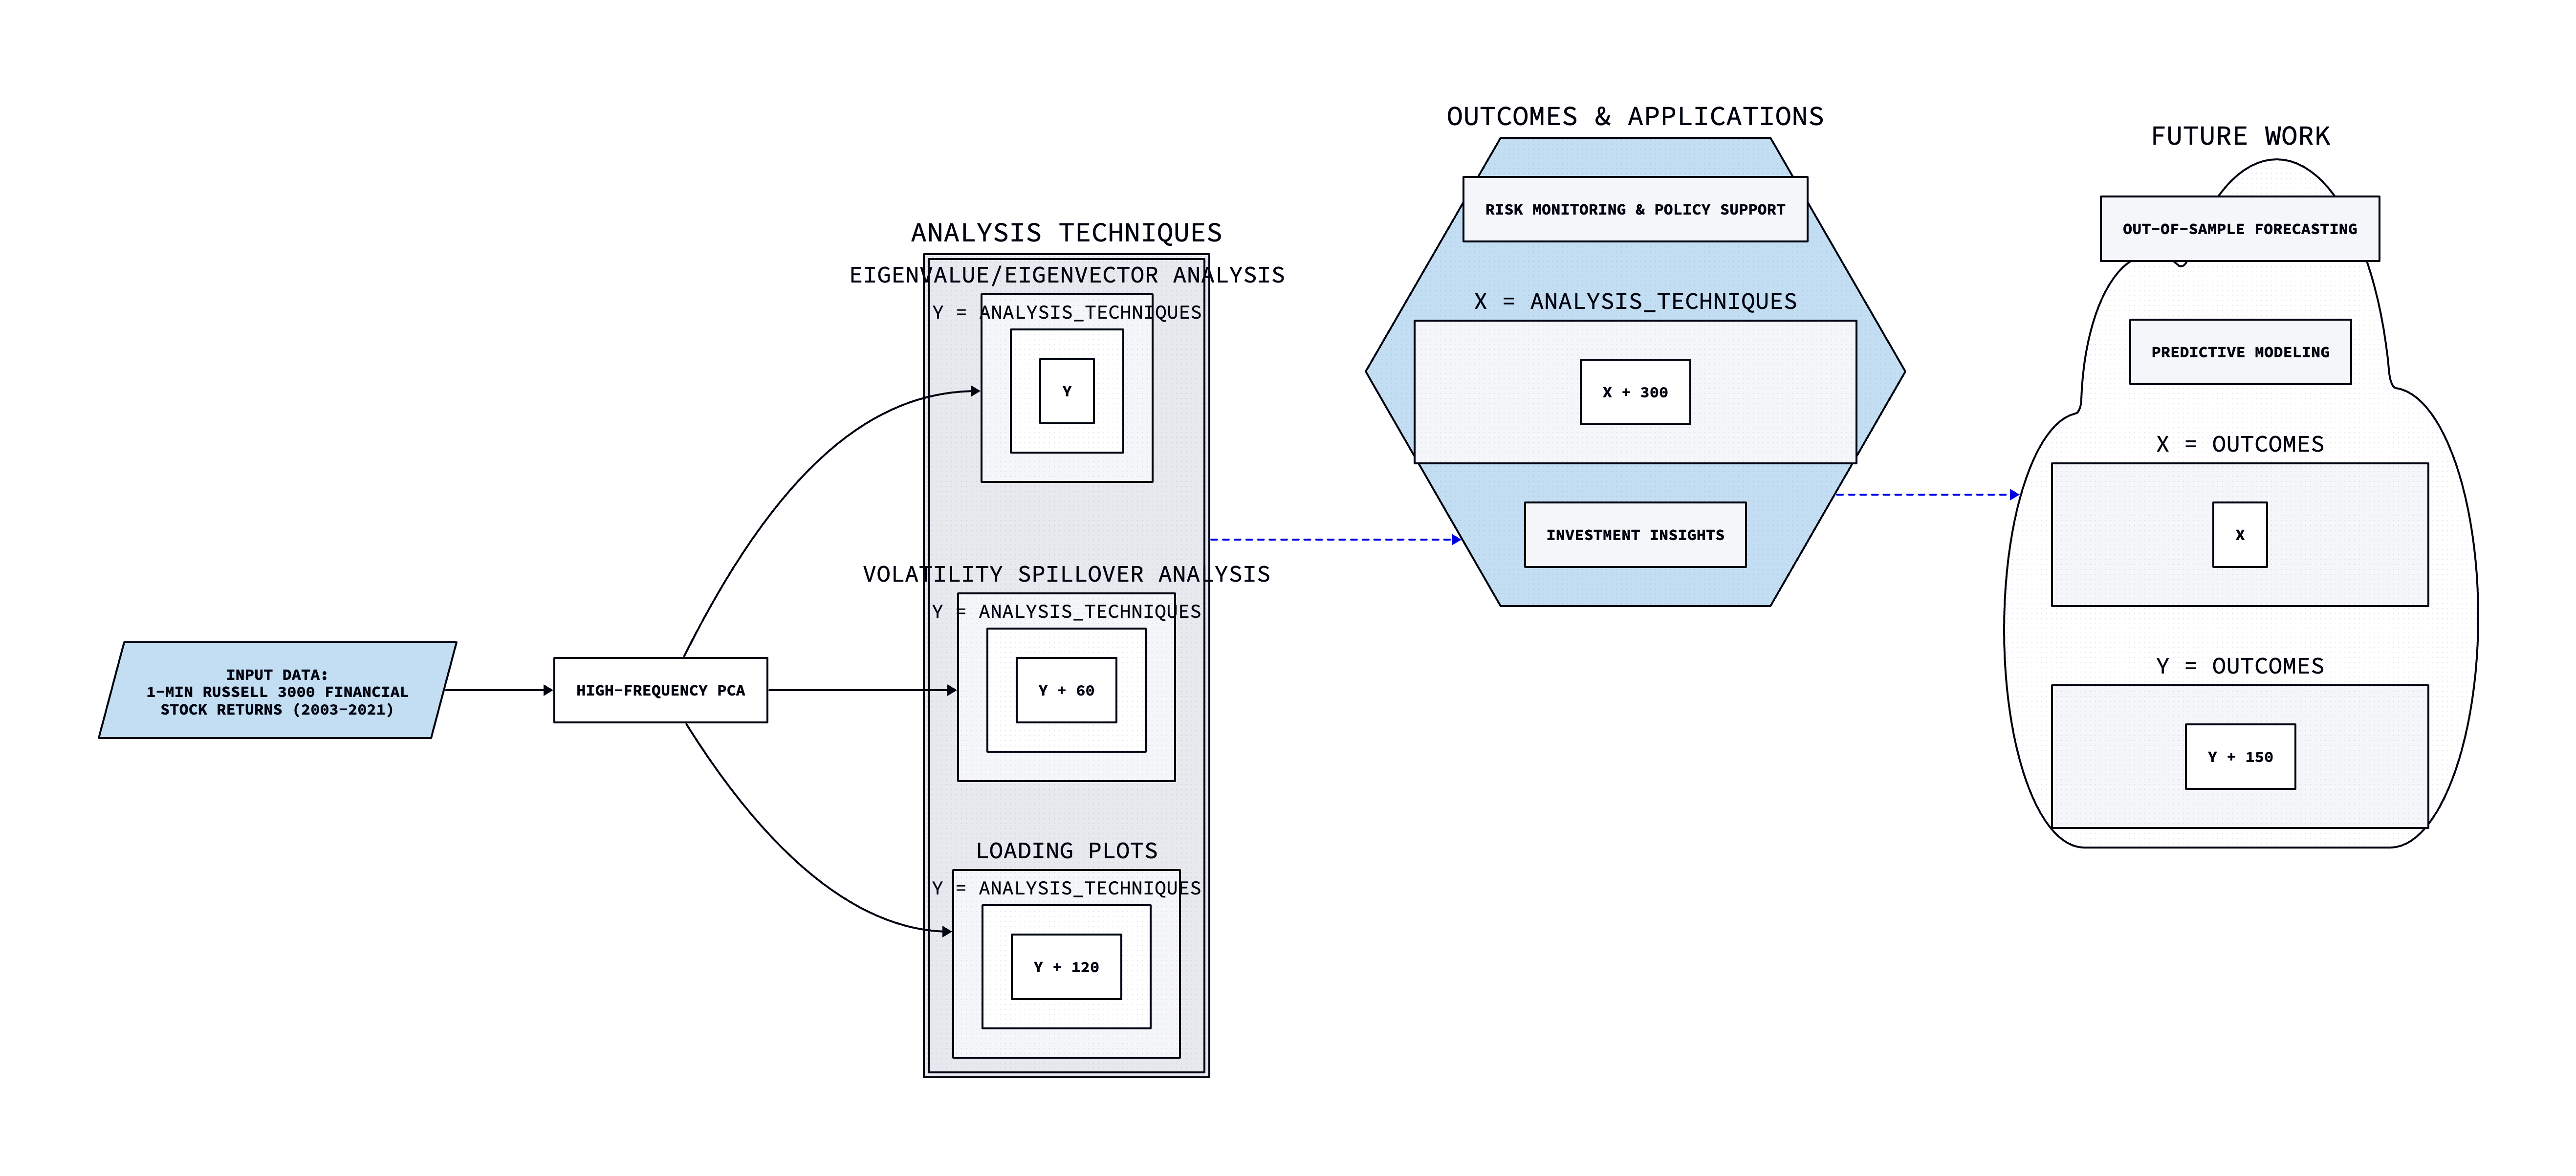 INPUT DATA:
1-MIN RUSSELL 3000 FINANCIAL
STOCK RETURNS (2003-2021)
HIGH-FREQUENCY PCA
ANALYSIS TECHNIQUES
EIGENVALUE/EIGENVECTOR ANALYSIS
Y = ANALYSIS_TECHNIQUES
Y
VOLATILITY SPILLOVER ANALYSIS
Y = ANALYSIS_TECHNIQUES
Y + 60
LOADING PLOTS
Y = ANALYSIS_TECHNIQUES
Y + 120
OUTCOMES & APPLICATIONS
RISK MONITORING & POLICY SUPPORT
X = ANALYSIS_TECHNIQUES
X + 300
INVESTMENT INSIGHTS
FUTURE WORK
OUT-OF-SAMPLE FORECASTING
PREDICTIVE MODELING
X = OUTCOMES
X
Y = OUTCOMES
Y + 150